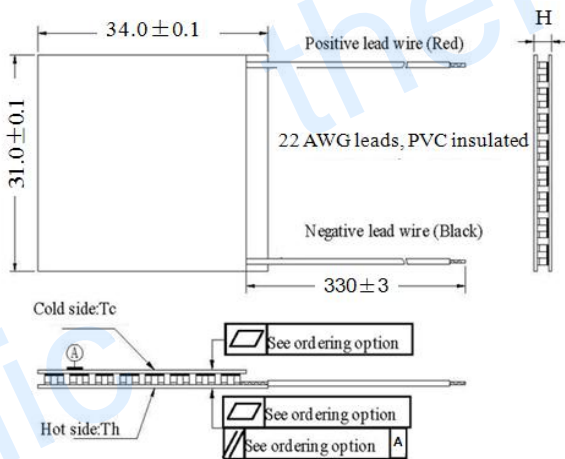 34.0±0.1
H
Positive lead wire (Red)
31.0±0.1
22 AWG leads, PVC insulated
Negative lead wire (Black)
330±3
Cold side:Tc
A
See ordering option
See ordering option
Hot side:Th
See ordering option A